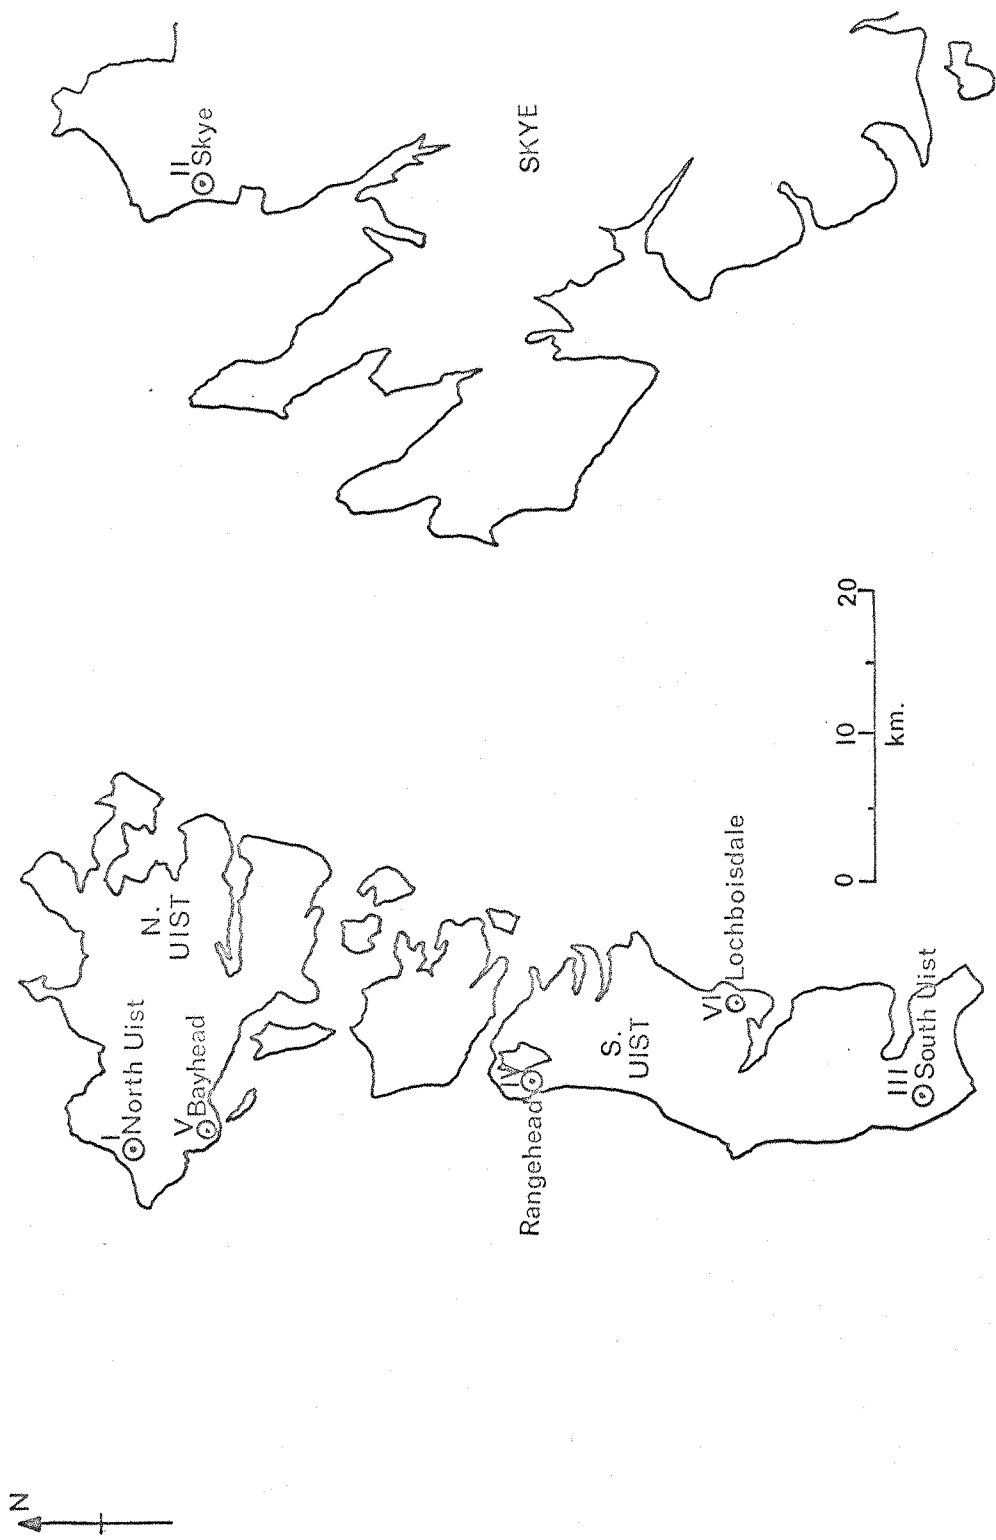 N
I
North Uist
N.
UIST
II
Skye
V
Bayhead
IV
Rangehead
SKYE
S.
UIST
VI
Lochboisdale
0 10 20
km.
III
South Uist